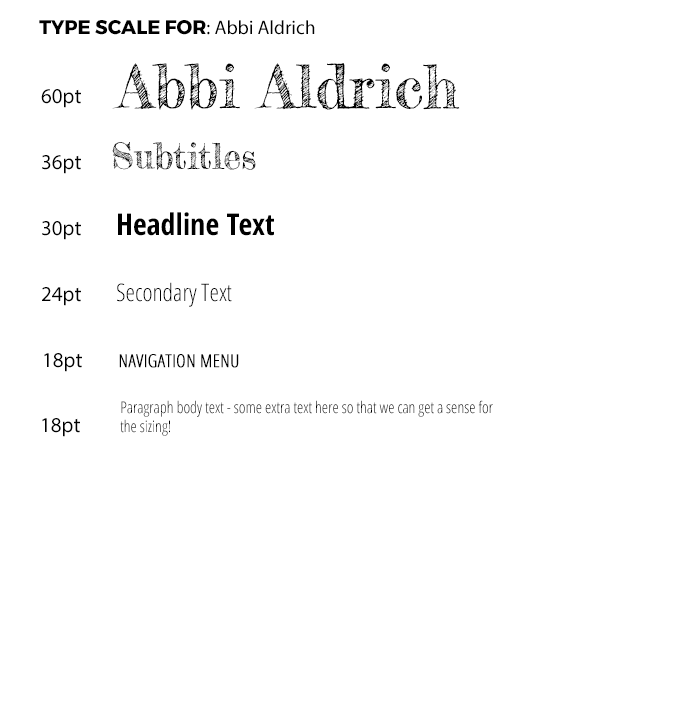 TYPE SCALE FOR: Abbi Aldrich
60pt Abbi Aldrich
36pt Subtitles
30pt Headline Text
24pt Secondary Text
18pt NAVIGATION MENU
18pt Paragraph body text - some extra text here so that we can get a sense for
the sizing!